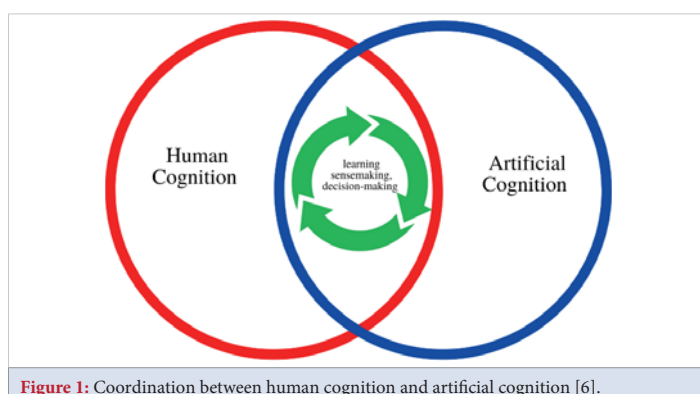 Human
Cognition
learning
sensemaking,
decision-making
Artificial
Cognition
Figure 1: Coordination between human cognition and artificial cognition [6].